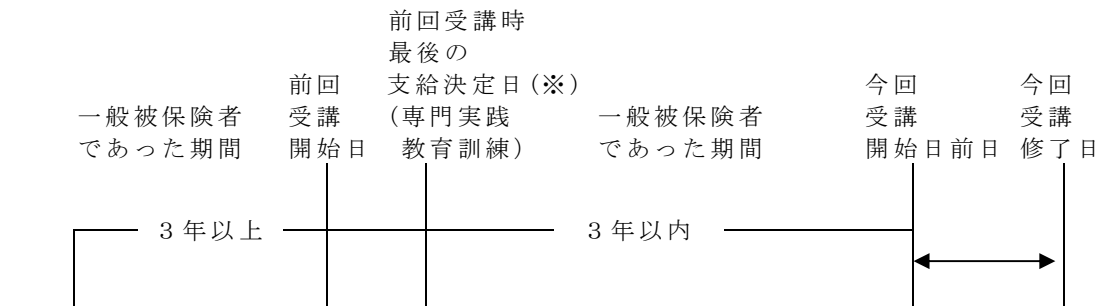 前回受講時
最後の
支給決定日(※)
(専門実践
教育訓練)
一般被保険者
であった期間
前回
受講
開始日
一般被保険者
であった期間
今回
受講
開始日前日
今回
受講
修了日
3年以上
3年以内